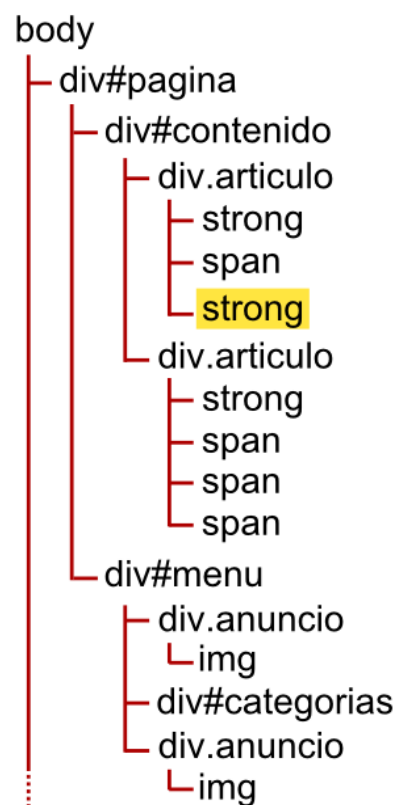 body
div#pagina
div#contenido
div.articulo
strong
span
strong
div.articulo
strong
span
span
span
div#menu
div.anuncio
img
div#categorias
div.anuncio
img